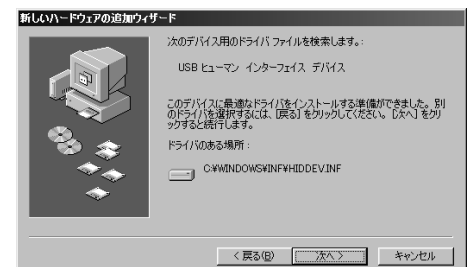 新しいハードウェアの追加ウィザード
次のデバイス用のドライバ ファイルを検索します。:
USB ヒューマン インターフェイス デバイス
このデバイスに最適なドライバをインストールする準備ができました。別
のドライバを選択するには、[戻る] をクリックしてください。[次へ] をクリ
ックすると続行します。
ドライバのある場所:
C:¥WINDOWS¥INF¥HIDDEV.INF
< 戻る(B)
次へ >
キャンセル